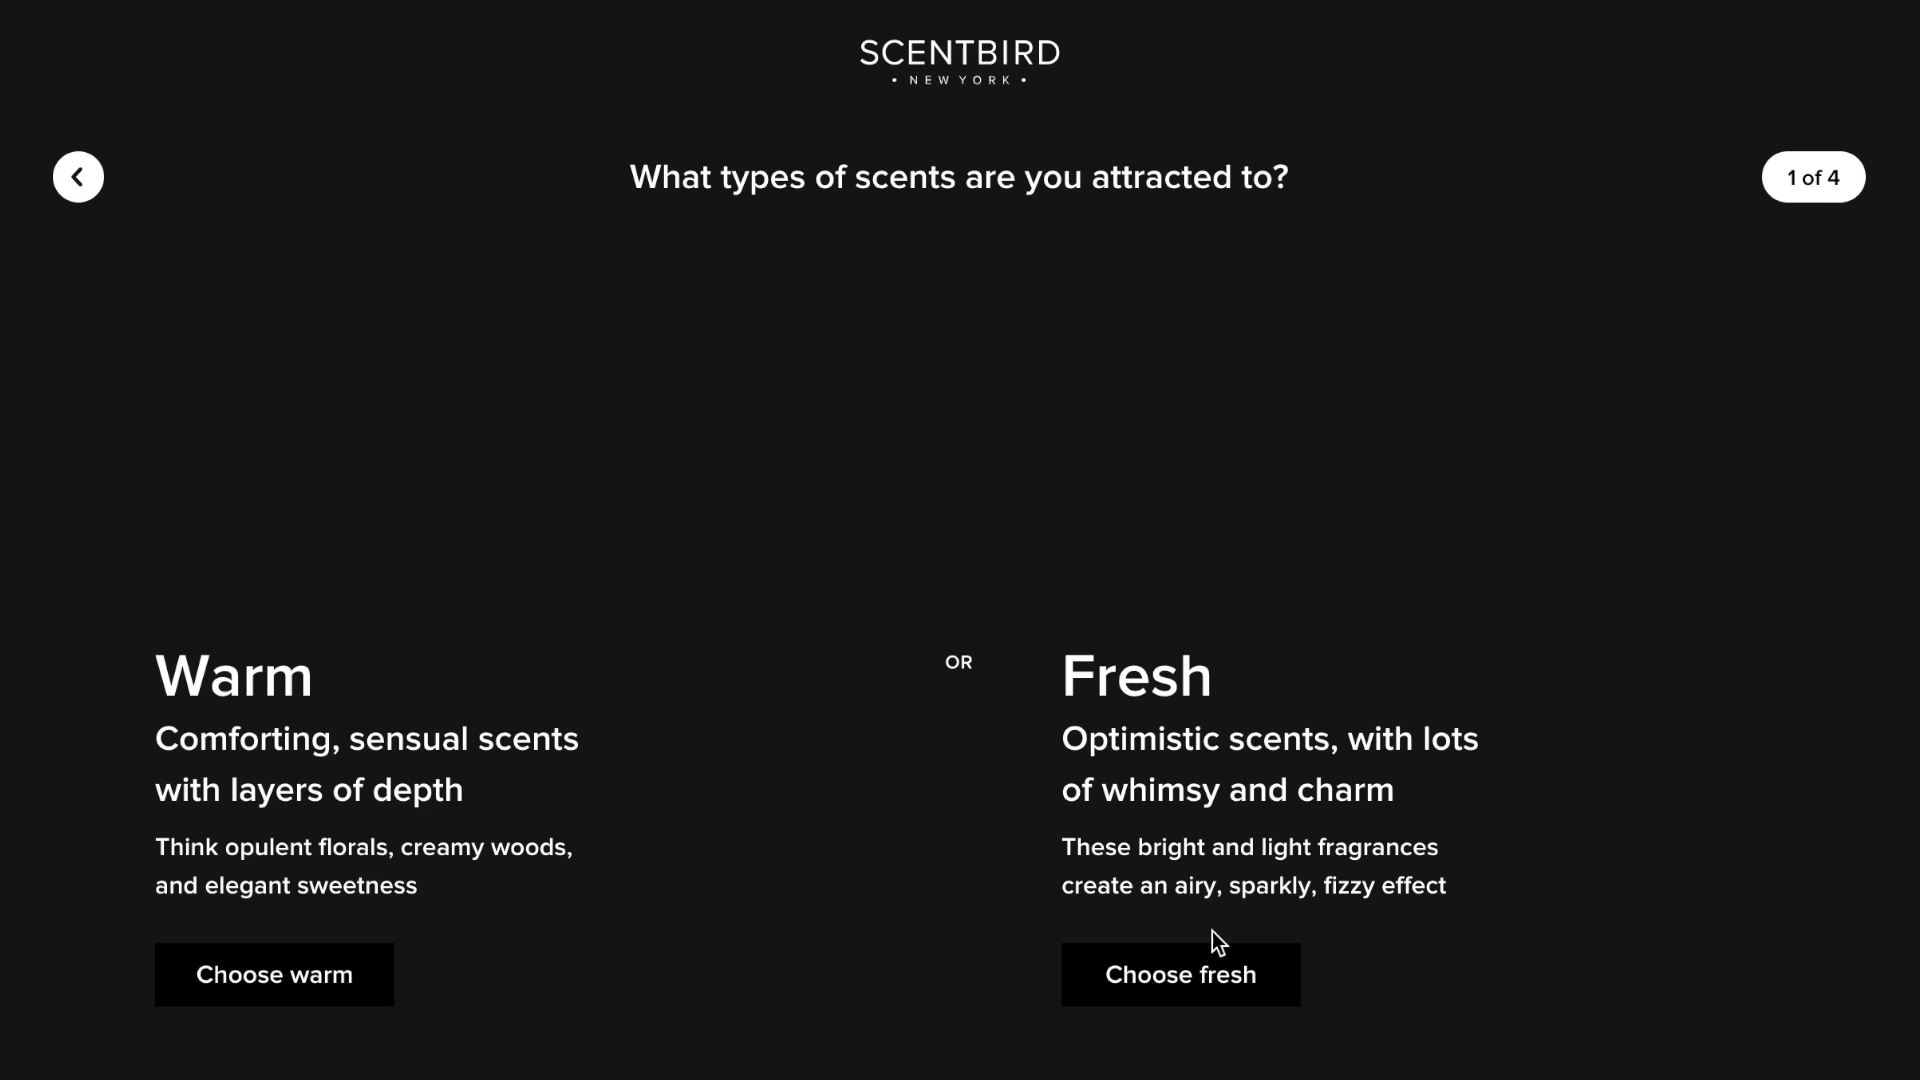 SCENTBIRD
• NEW YORK •
What types of scents are you attracted to?
1 of 4
Warm
Comforting, sensual scents
with layers of depth
Think opulent florals, creamy woods,
and elegant sweetness
Choose warm
OR
Fresh
Optimistic scents, with lots
of whimsy and charm
These bright and light fragrances
create an airy, sparkly, fizzy effect
Choose fresh